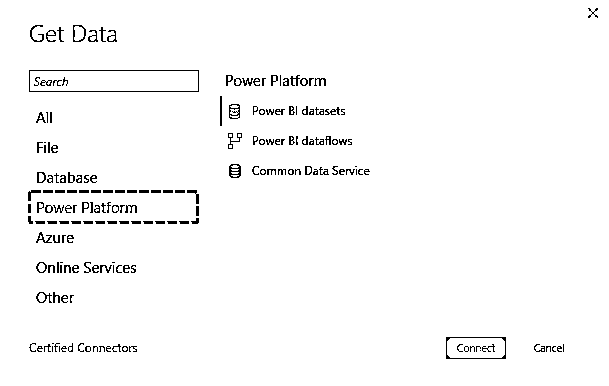 Get Data
Search
All
File
Database
Power Platform
Azure
Online Services
Other
Power Platform
Power BI datasets
Power BI dataflows
Common Data Service
Certified Connectors
Connect
Cancel